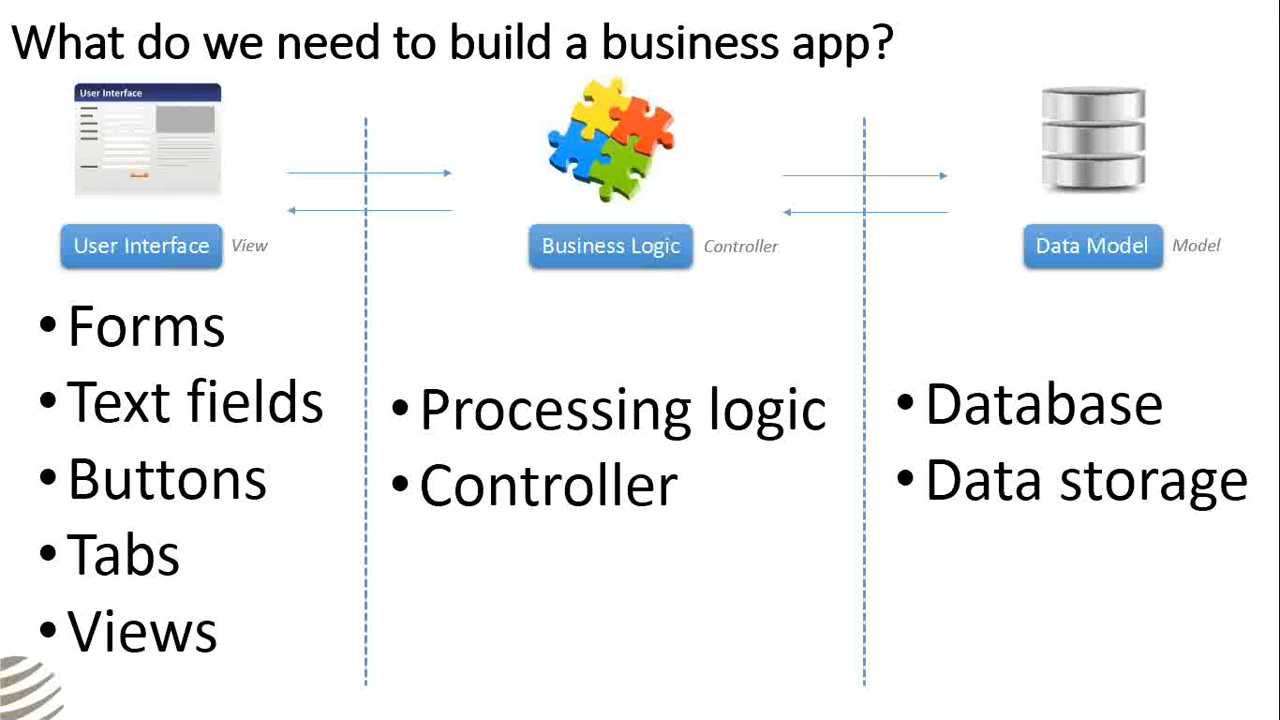 What do we need to build a business app?
User Interface
User Interface View
Business Logic Controller
Data Model Model
• Forms
• Text fields
• Buttons
• Tabs
• Views
• Processing logic
• Controller
• Database
• Data storage